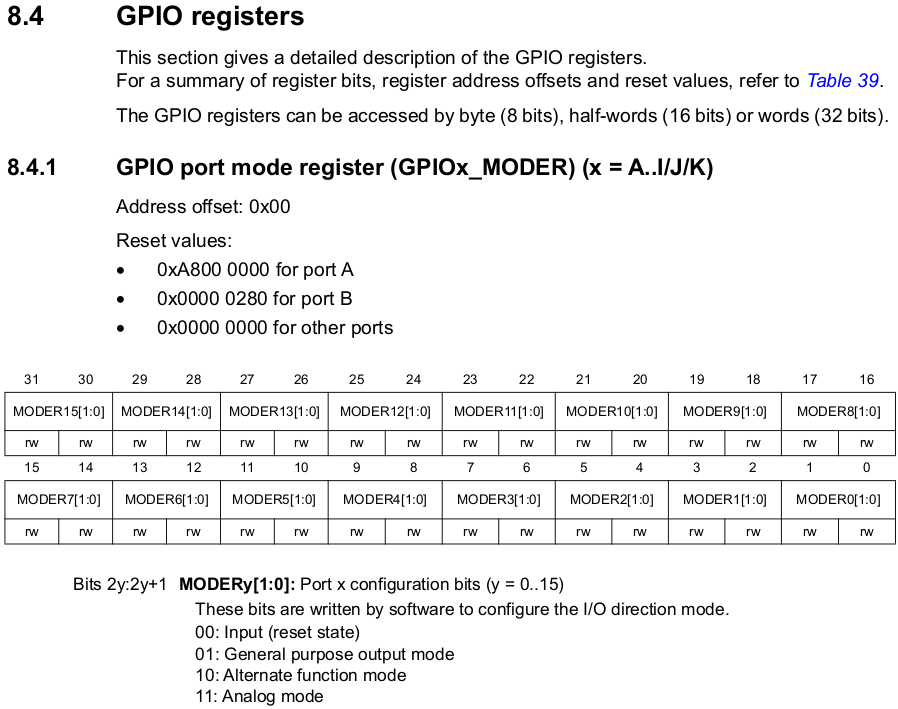 8.4 GPIO registers
This section gives a detailed description of the GPIO registers.
For a summary of register bits, register address offsets and reset values, refer to Table 39.
The GPIO registers can be accessed by byte (8 bits), half-words (16 bits) or words (32 bits).
8.4.1 GPIO port mode register (GPIOx_MODER) (x = A..I/J/K)
Address offset: 0x00
Reset values:
• 0xA800 0000 for port A
• 0x0000 0280 for port B
• 0x0000 0000 for other ports
31 30 29 28 27 26 25 24 23 22 21 20 19 18 17 16
MODER15[1:0] MODER14[1:0] MODER13[1:0] MODER12[1:0] MODER11[1:0] MODER10[1:0] MODER9[1:0] MODER8[1:0]
rw rw rw rw rw rw rw rw rw rw rw rw rw rw rw rw
15 14 13 12 11 10 9 8 7 6 5 4 3 2 1 0
MODER7[1:0] MODER6[1:0] MODER5[1:0] MODER4[1:0] MODER3[1:0] MODER2[1:0] MODER1[1:0] MODER0[1:0]
rw rw rw rw rw rw rw rw rw rw rw rw rw rw rw rw
Bits 2y:2y+1 MODERy[1:0]: Port x configuration bits (y = 0..15)
These bits are written by software to configure the I/O direction mode.
00: Input (reset state)
01: General purpose output mode
10: Alternate function mode
11: Analog mode